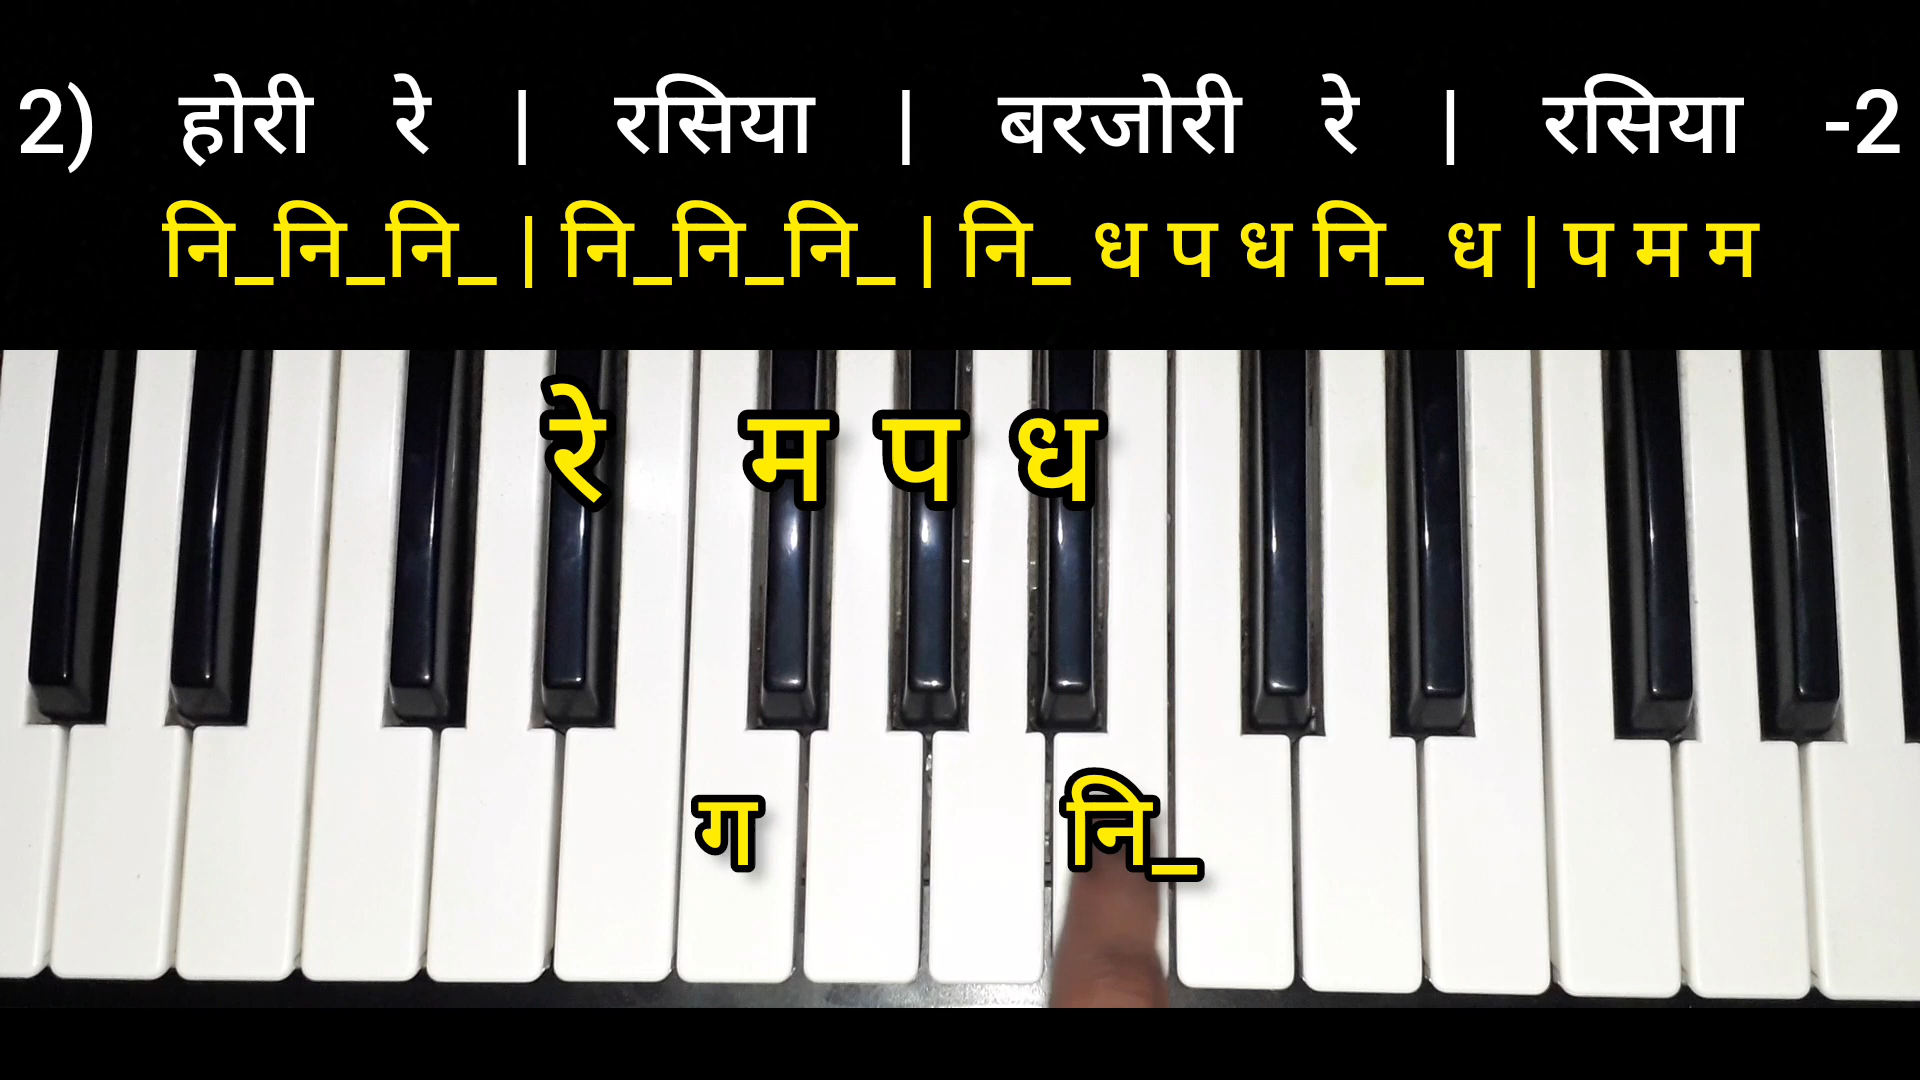 2) होरी रे | रसिया | बरजोरी रे | रसिया -2
नि_नि_नि_ | नि_नि_नि_ | नि_ ध प ध नि_ ध | प म म
रे म प ध
ग नि_